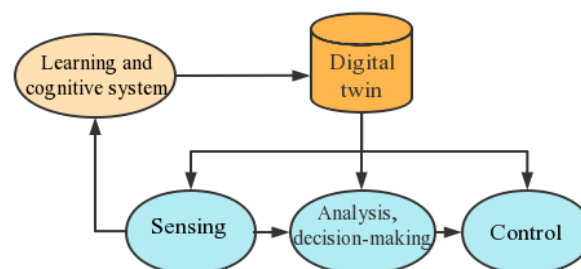 Learning and
cognitive system
Digital
twin
Sensing
Analysis,
decision-making
Control